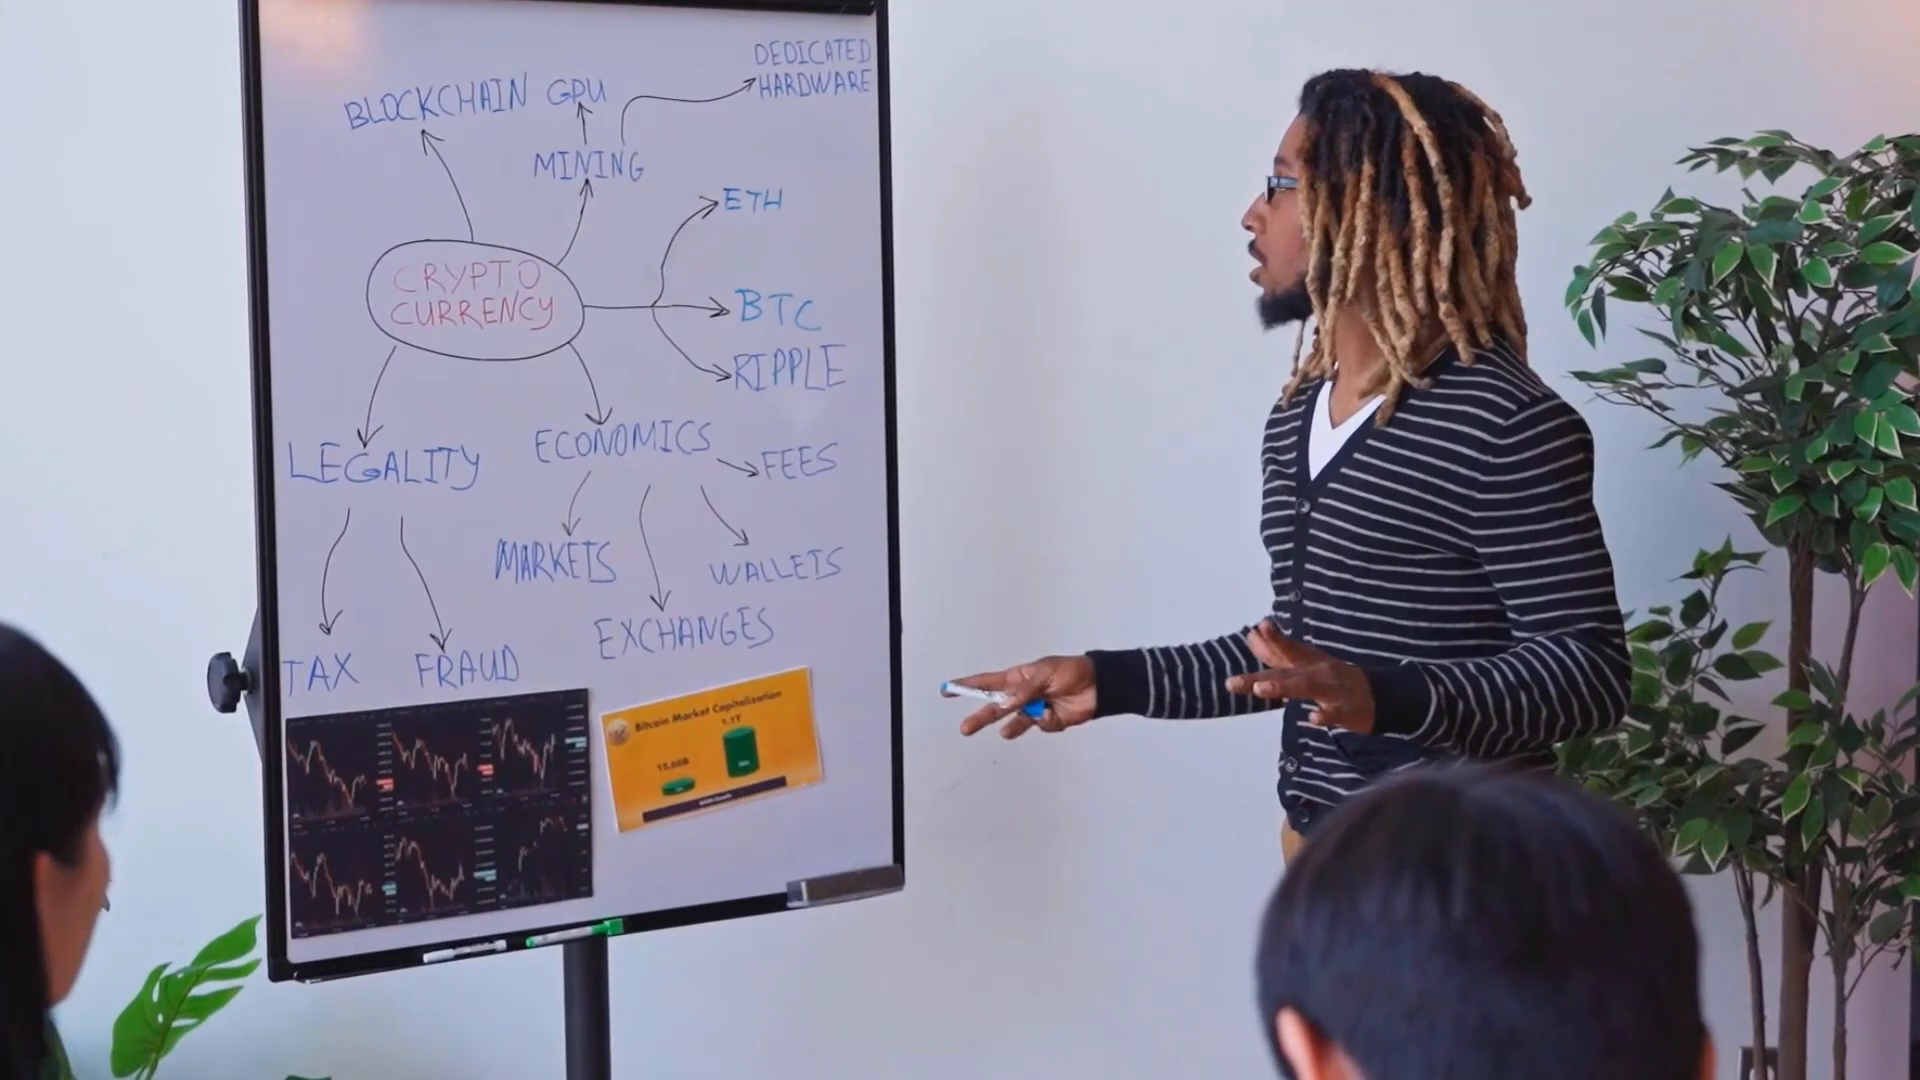 DEDICATED
HARDWARE
BLOCKCHAIN
GPU
MINING
ETH
CRYPTO
CURRENCY
BTC
RIPPLE
LEGALITY
ECONOMICS
FEES
MARKETS
WALLETS
EXCHANGES
TAX
FRAUD
Bitcoin Market Capitalization
1.1T
15.60B